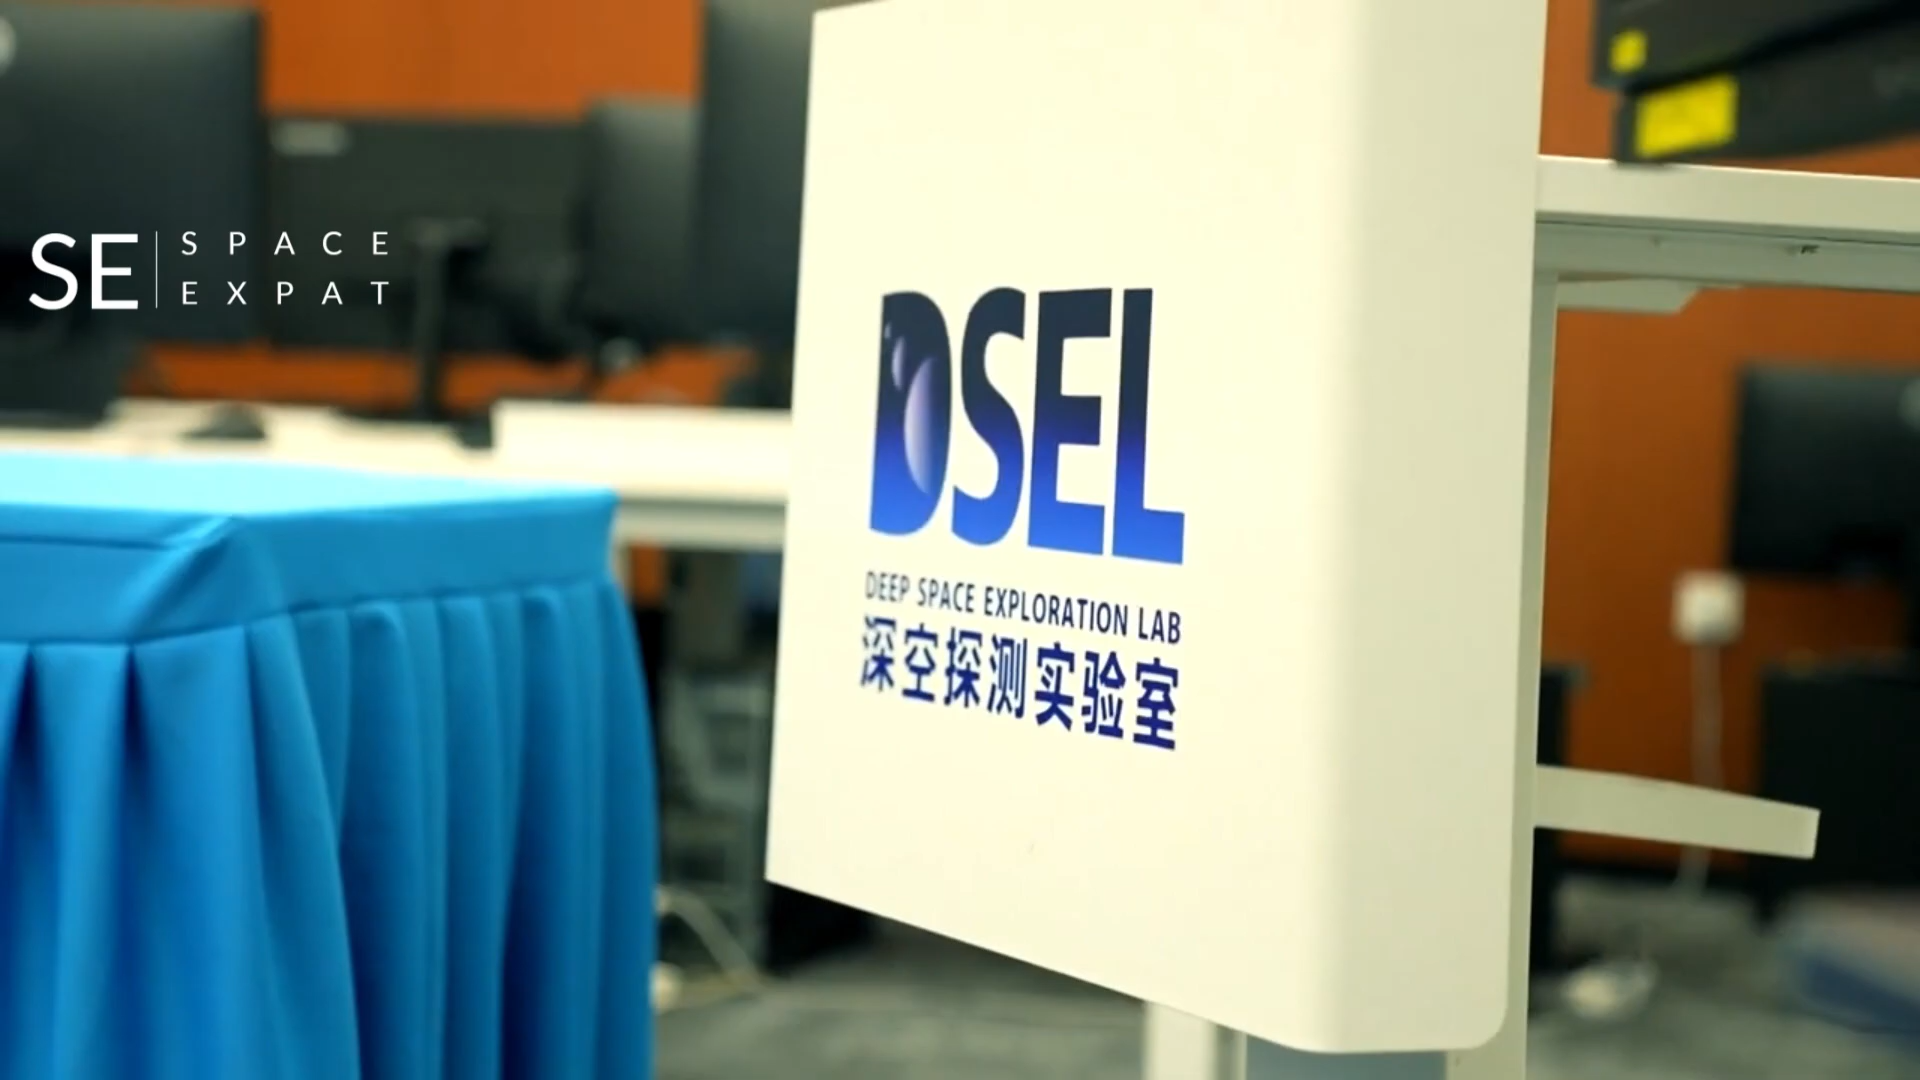 SE
SPACE
EXPAT
DSEL
DEEP SPACE EXPLORATION LAB
深空探测实验室